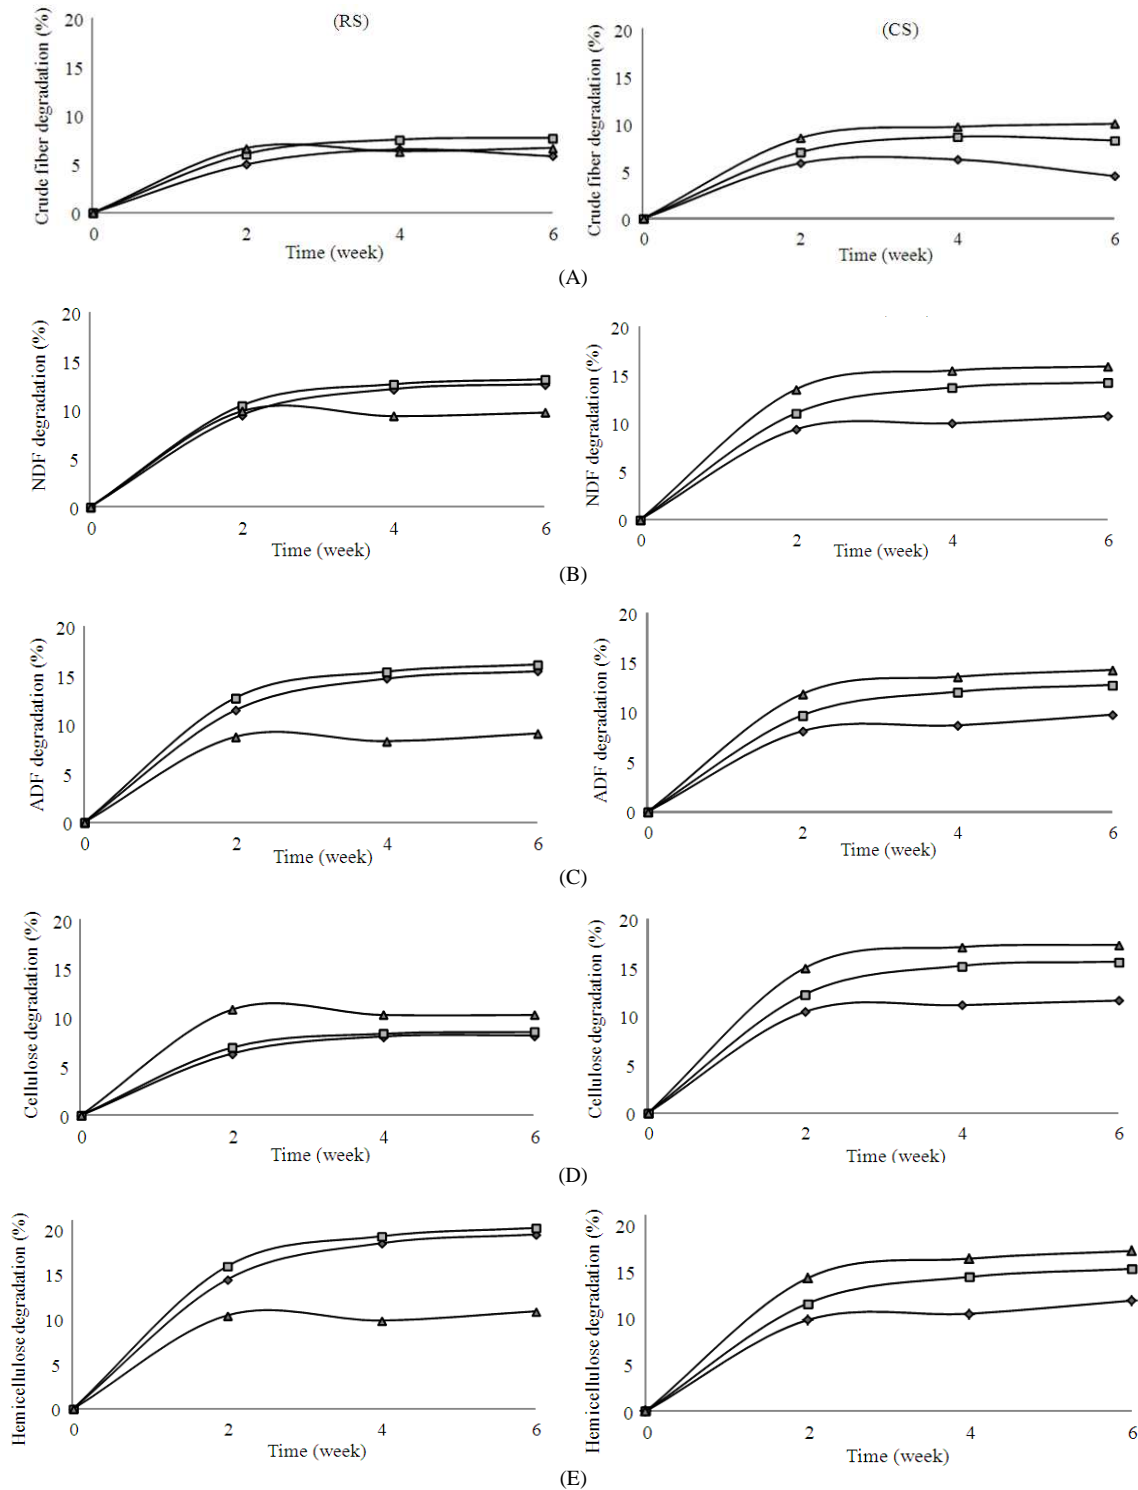 (RS)
Crude fiber degradation (%)
20
15
10
5
0
0 2 4 6
Time (week)
(CS)
Crude fiber degradation (%)
20
15
10
5
0
0 2 4 6
Time (week)
(A)
NDF degradation (%)
20
15
10
5
0
0 2 4 6
Time (week)
NDF degradation (%)
20
15
10
5
0
0 2 4 6
Time (week)
(B)
ADF degradation (%)
20
15
10
5
0
0 2 4 6
Time (week)
ADF degradation (%)
20
15
10
5
0
0 2 4 6
Time (week)
(C)
Cellulose degradation (%)
20
15
10
5
0
0 2 4 6
Time (week)
Cellulose degradation (%)
20
15
10
5
0
0 2 4 6
Time (week)
(D)
Hemicellulose degradation (%)
20
15
10
5
0
0 2 4 6
Time (week)
Hemicellulose degradation (%)
20
15
10
5
0
0 2 4 6
Time (week)
(E)